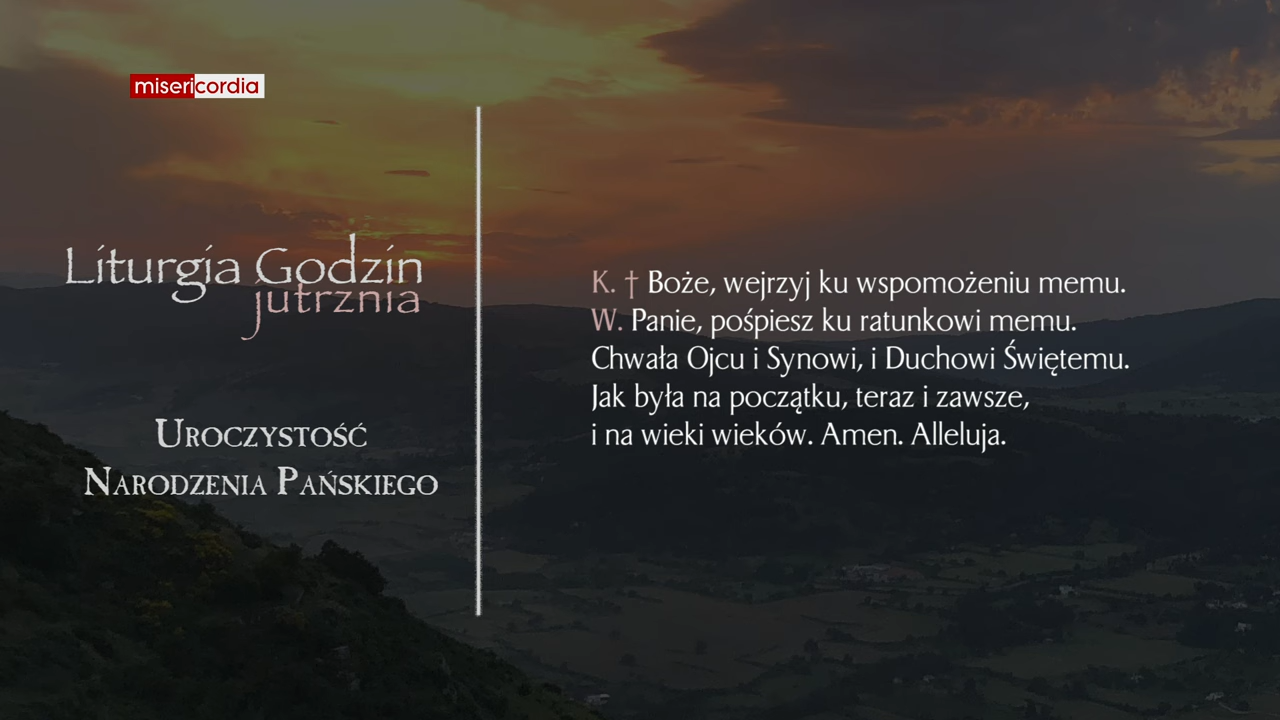 misericordia
Liturgia Godzin
jutrznia
Uroczystość
Narodzenia Pańskiego
K. † Boże, wejrzyj ku wspomożeniu memu.
W. Panie, pośpiesz ku ratunkowi memu.
Chwała Ojcu i Synowi, i Duchowi Świętemu.
Jak była na początku, teraz i zawsze,
i na wieki wieków. Amen. Alleluja.